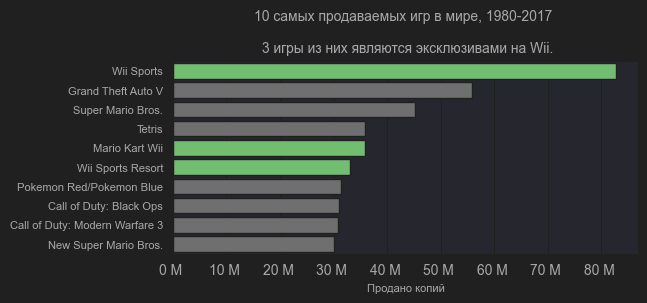 10 самых продаваемых игр в мире, 1980-2017
3 игры из них являются эксклюзивами на Wii.
Wii Sports
Grand Theft Auto V
Super Mario Bros.
Tetris
Mario Kart Wii
Wii Sports Resort
Pokemon Red/Pokemon Blue
Call of Duty: Black Ops
Call of Duty: Modern Warfare 3
New Super Mario Bros.
0 M 10 M 20 M 30 M 40 M 50 M 60 M 70 M 80 M
Продано копий